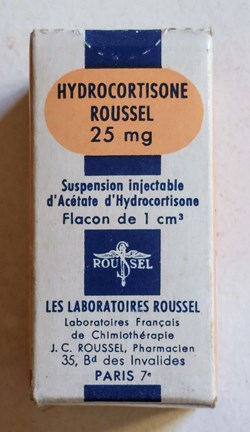 HYDROCORTISONE
ROUSSEL
25 mg
Suspension injectable
d'Acétate d'Hydrocortisone
Flacon de 1 cm³
ROUSSEL
LES LABORATOIRES ROUSSEL
Laboratoires Français
de Chimiothérapie
J. C. ROUSSEL, Pharmacien
35, Bd des Invalides
PARIS 7e